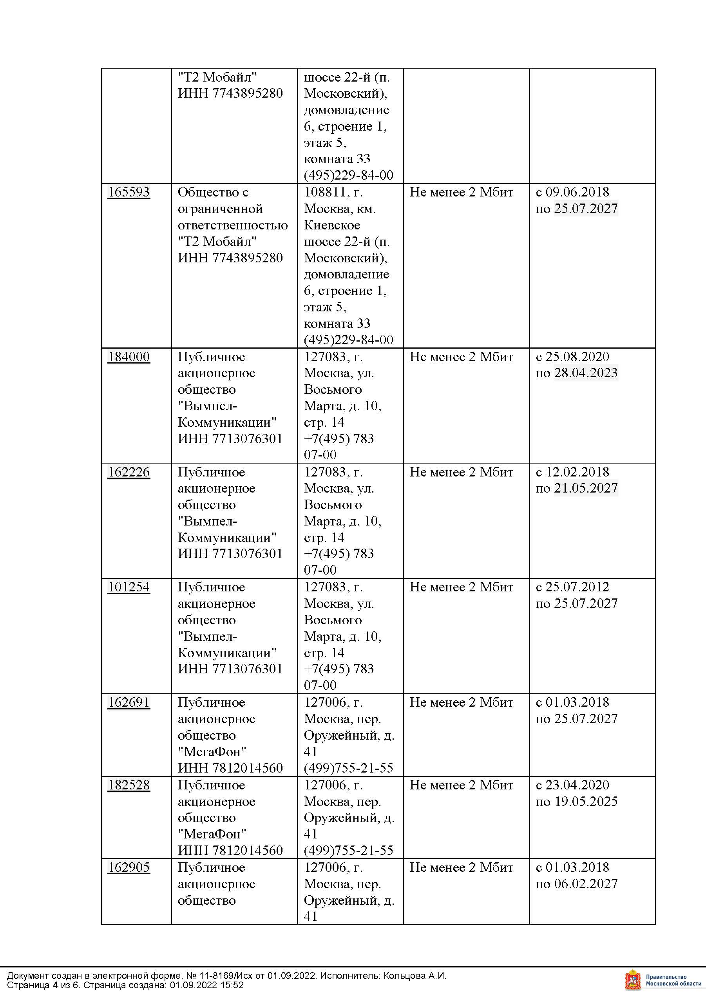 "Т2 Мобайл"
ИНН 7743895280
шоссе 22-й (п.
Московский),
домовладение
6, строение 1,
этаж 5,
комната 33
(495)229-84-00
165593
Общество с
ограниченной
ответственностью
"Т2 Мобайл"
ИНН 7743895280
108811, г.
Москва, км.
Киевское
шоссе 22-й (п.
Московский),
домовладение
6, строение 1,
этаж 5,
комната 33
(495)229-84-00
Не менее 2 Мбит
с 09.06.2018
по 25.07.2027
184000
Публичное
акционерное
общество
"Вымпел-
Коммуникации"
ИНН 7713076301
127083, г.
Москва, ул.
Восьмого
Марта, д. 10,
стр. 14
+7(495) 783
07-00
Не менее 2 Мбит
с 25.08.2020
по 28.04.2023
162226
Публичное
акционерное
общество
"Вымпел-
Коммуникации"
ИНН 7713076301
127083, г.
Москва, ул.
Восьмого
Марта, д. 10,
стр. 14
+7(495) 783
07-00
Не менее 2 Мбит
с 12.02.2018
по 21.05.2027
101254
Публичное
акционерное
общество
"Вымпел-
Коммуникации"
ИНН 7713076301
127083, г.
Москва, ул.
Восьмого
Марта, д. 10,
стр. 14
+7(495) 783
07-00
Не менее 2 Мбит
с 25.07.2012
по 25.07.2027
162691
Публичное
акционерное
общество
"МегаФон"
ИНН 7812014560
127006, г.
Москва, пер.
Оружейный, д.
41
(499)755-21-55
Не менее 2 Мбит
с 01.03.2018
по 25.07.2027
182528
Публичное
акционерное
общество
"МегаФон"
ИНН 7812014560
127006, г.
Москва, пер.
Оружейный, д.
41
(499)755-21-55
Не менее 2 Мбит
с 23.04.2020
по 19.05.2025
162905
Публичное
акционерное
общество
127006, г.
Москва, пер.
Оружейный, д.
41
Не менее 2 Мбит
с 01.03.2018
по 06.02.2027
Документ создан в электронной форме. № 11-8169/Исх от 01.09.2022. Исполнитель: Кольцова А.И.
Страница 4 из 6. Страница создана: 01.09.2022 15:52
Правительство
Московской области